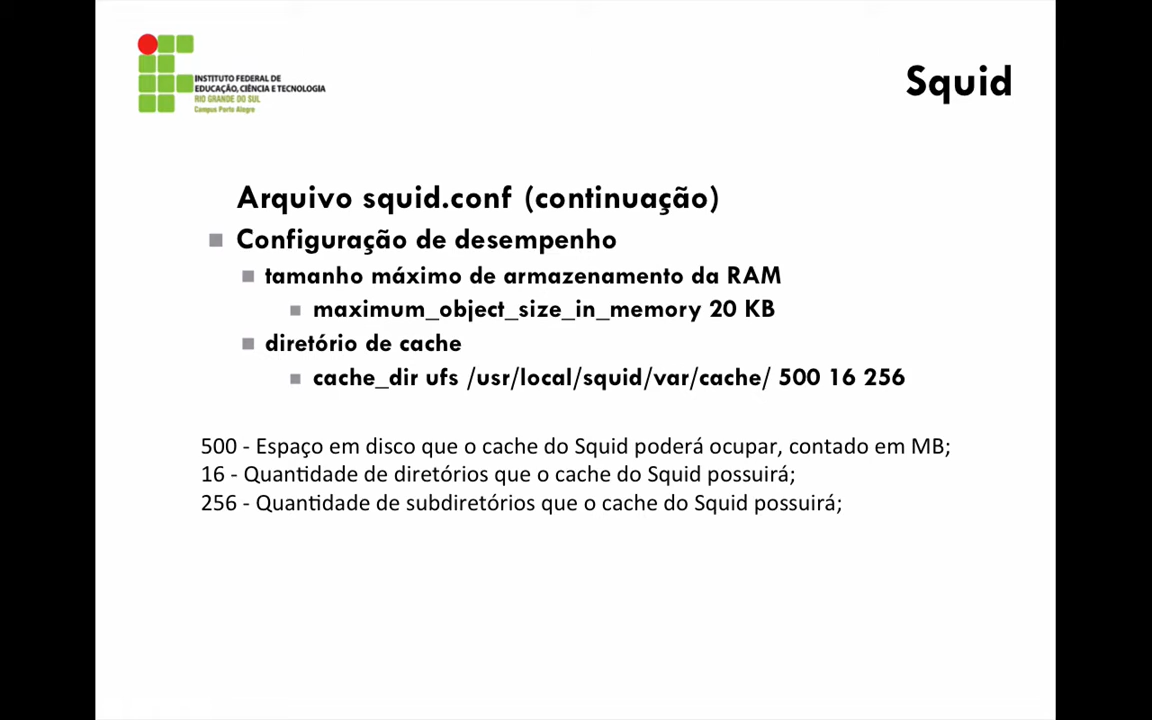 INSTITUTO FEDERAL DE
EDUCAÇÃO, CIÊNCIA E TECNOLOGIA
RIO GRANDE DO SUL
Campus Porto Alegre
Squid
Arquivo squid.conf (continuação)
Configuração de desempenho
tamanho máximo de armazenamento da RAM
maximum_object_size_in_memory 20 KB
diretório de cache
cache_dir ufs /usr/local/squid/var/cache/ 500 16 256
500 - Espaço em disco que o cache do Squid poderá ocupar, contado em MB;
16 - Quantidade de diretórios que o cache do Squid possuirá;
256 - Quantidade de subdiretórios que o cache do Squid possuirá;